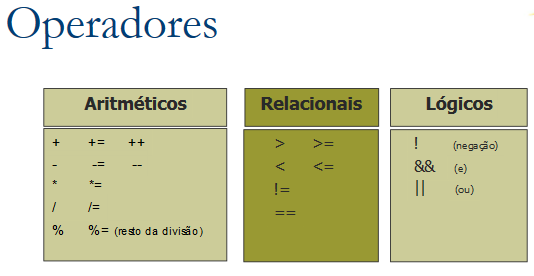 Operadores
Aritméticos
+ += ++
- -= --
* *=
/ /=
% %= (resto da divisão)
Relacionais
> >=
< <=
!=
==
Lógicos
! (negação)
&& (e)
|| (ou)